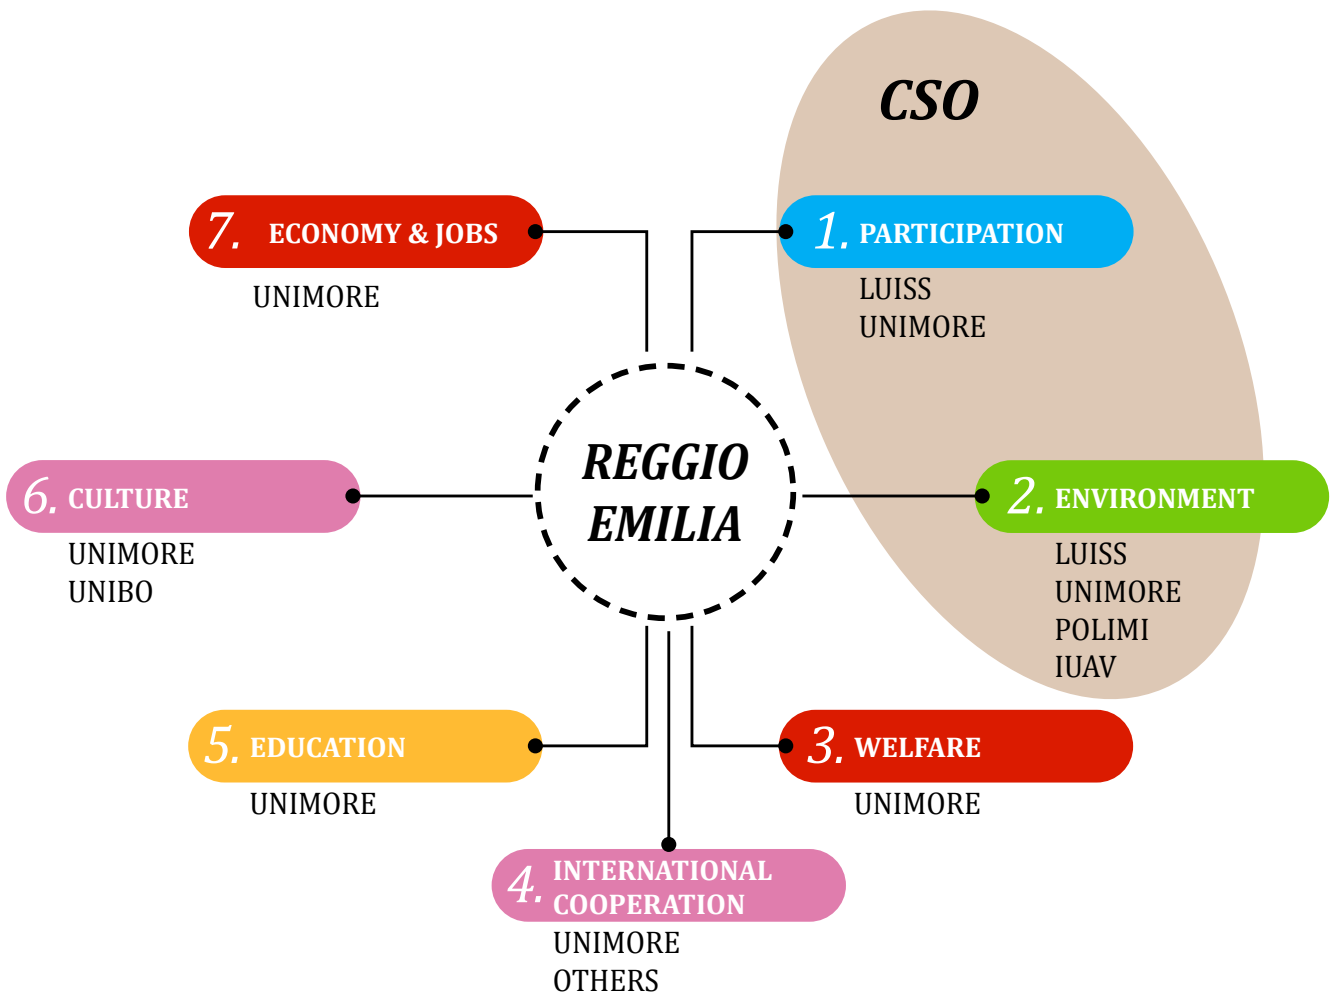 CSO
7. ECONOMY & JOBS
UNIMORE
1. PARTICIPATION
LUISS
UNIMORE
REGGIO
EMILIA
6. CULTURE
UNIMORE
UNIBO
2. ENVIRONMENT
LUISS
UNIMORE
POLIMI
IUAV
5. EDUCATION
UNIMORE
3. WELFARE
UNIMORE
4. INTERNATIONAL
COOPERATION
UNIMORE
OTHERS